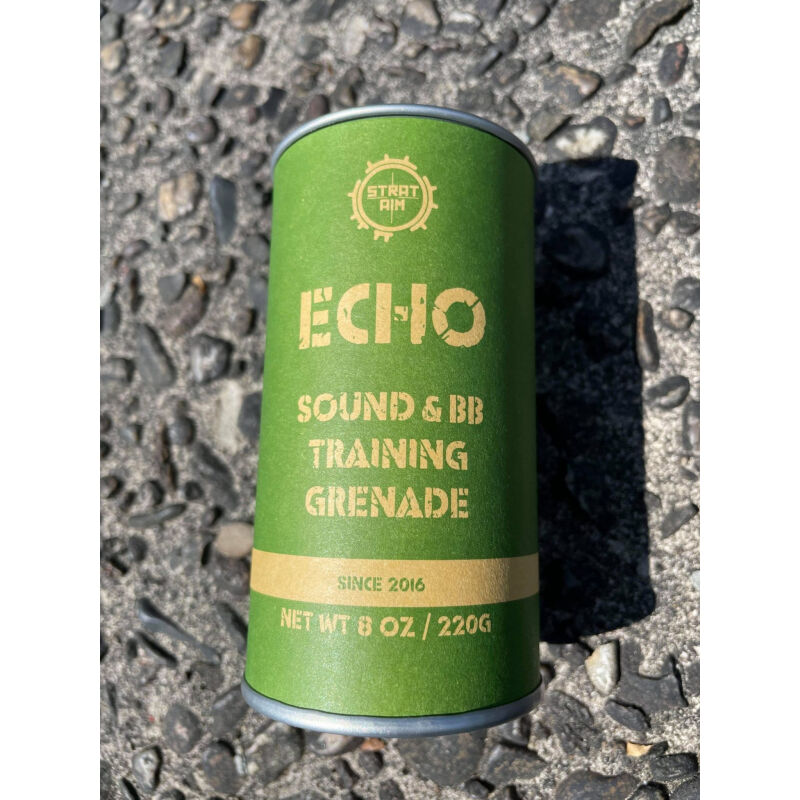 STRAT
AIM
ECHO
SOUND & BB
TRAINING
GRENADE
SINCE 2016
NET WT 8 OZ / 220G